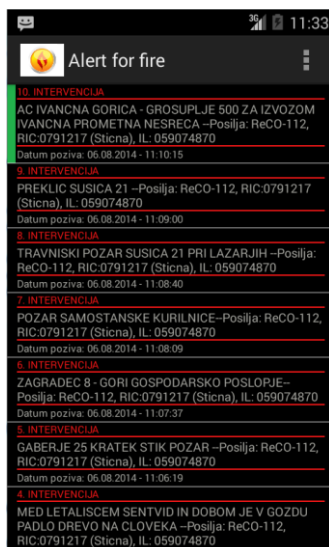 3G 11:33
Alert for fire
10. INTERVENCIJA
AC IVANCNA GORICA - GROSUPLJE 500 ZA IZVOZOM
IVANCNA PROMETNA NESRECA --Posilja: ReCO-112,
RIC:0791217 (Sticna), IL: 059074870
Datum poziva: 06.08.2014 - 11:10:15
9. INTERVENCIJA
PREKLIC SUSICA 21 --Posilja: ReCO-112, RIC:0791217
(Sticna), IL: 059074870
Datum poziva: 06.08.2014 - 11:09:00
8. INTERVENCIJA
TRAVNISKI POZAR SUSICA 21 PRI LAZARJIH --Posilja:
ReCO-112, RIC:0791217 (Sticna), IL: 059074870
Datum poziva: 06.08.2014 - 11:08:40
7. INTERVENCIJA
POZAR SAMOSTANSKE KURILNICE--Posilja: ReCO-112,
RIC:0791217 (Sticna), IL: 059074870
Datum poziva: 06.08.2014 - 11:08:09
6. INTERVENCIJA
ZAGRADEC 8 - GORI GOSPODARSKO POSLOPJE--
Posilja: ReCO-112, RIC:0791217 (Sticna), IL: 059074870
Datum poziva: 06.08.2014 - 11:07:37
5. INTERVENCIJA
GABERJE 25 KRATEK STIK POZAR --Posilja: ReCO-112,
RIC:0791217 (Sticna), IL: 059074870
Datum poziva: 06.08.2014 - 11:06:19
4. INTERVENCIJA
MED LETALISCEM SENTVID IN DOBOM JE V GOZDU
PADLO DREVO NA CLOVEKA --Posilja: ReCO-112,
RIC:0791217 (Sticna), IL: 059074870